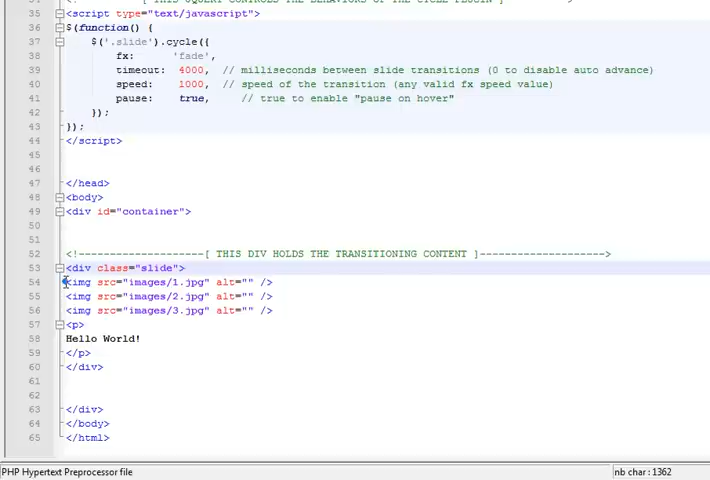 34 <!--------------------[ THIS JQUERY CONTROLS THE BEHAVIORS OF THE CYCLE PLUGIN ]-------------------->
35 <script type="text/javascript">
36 $(function() {
37 $('.slide').cycle({
38 fx: 'fade',
39 timeout: 4000, // milliseconds between slide transitions (0 to disable auto advance)
40 speed: 1000, // speed of the transition (any valid fx speed value)
41 pause: true, // true to enable "pause on hover"
42 });
43 });
44 </script>
45
46
47 </head>
48 <body>
49 <div id="container">
50
51
52 <!--------------------[ THIS DIV HOLDS THE TRANSITIONING CONTENT ]-------------------->
53 <div class="slide">
54 <img src="images/1.jpg" alt="" />
55 <img src="images/2.jpg" alt="" />
56 <img src="images/3.jpg" alt="" />
57 <p>
58 Hello World!
59 </p>
60 </div>
61
62
63 </div>
64 </body>
65 </html>
PHP Hypertext Preprocessor file nb char : 1362